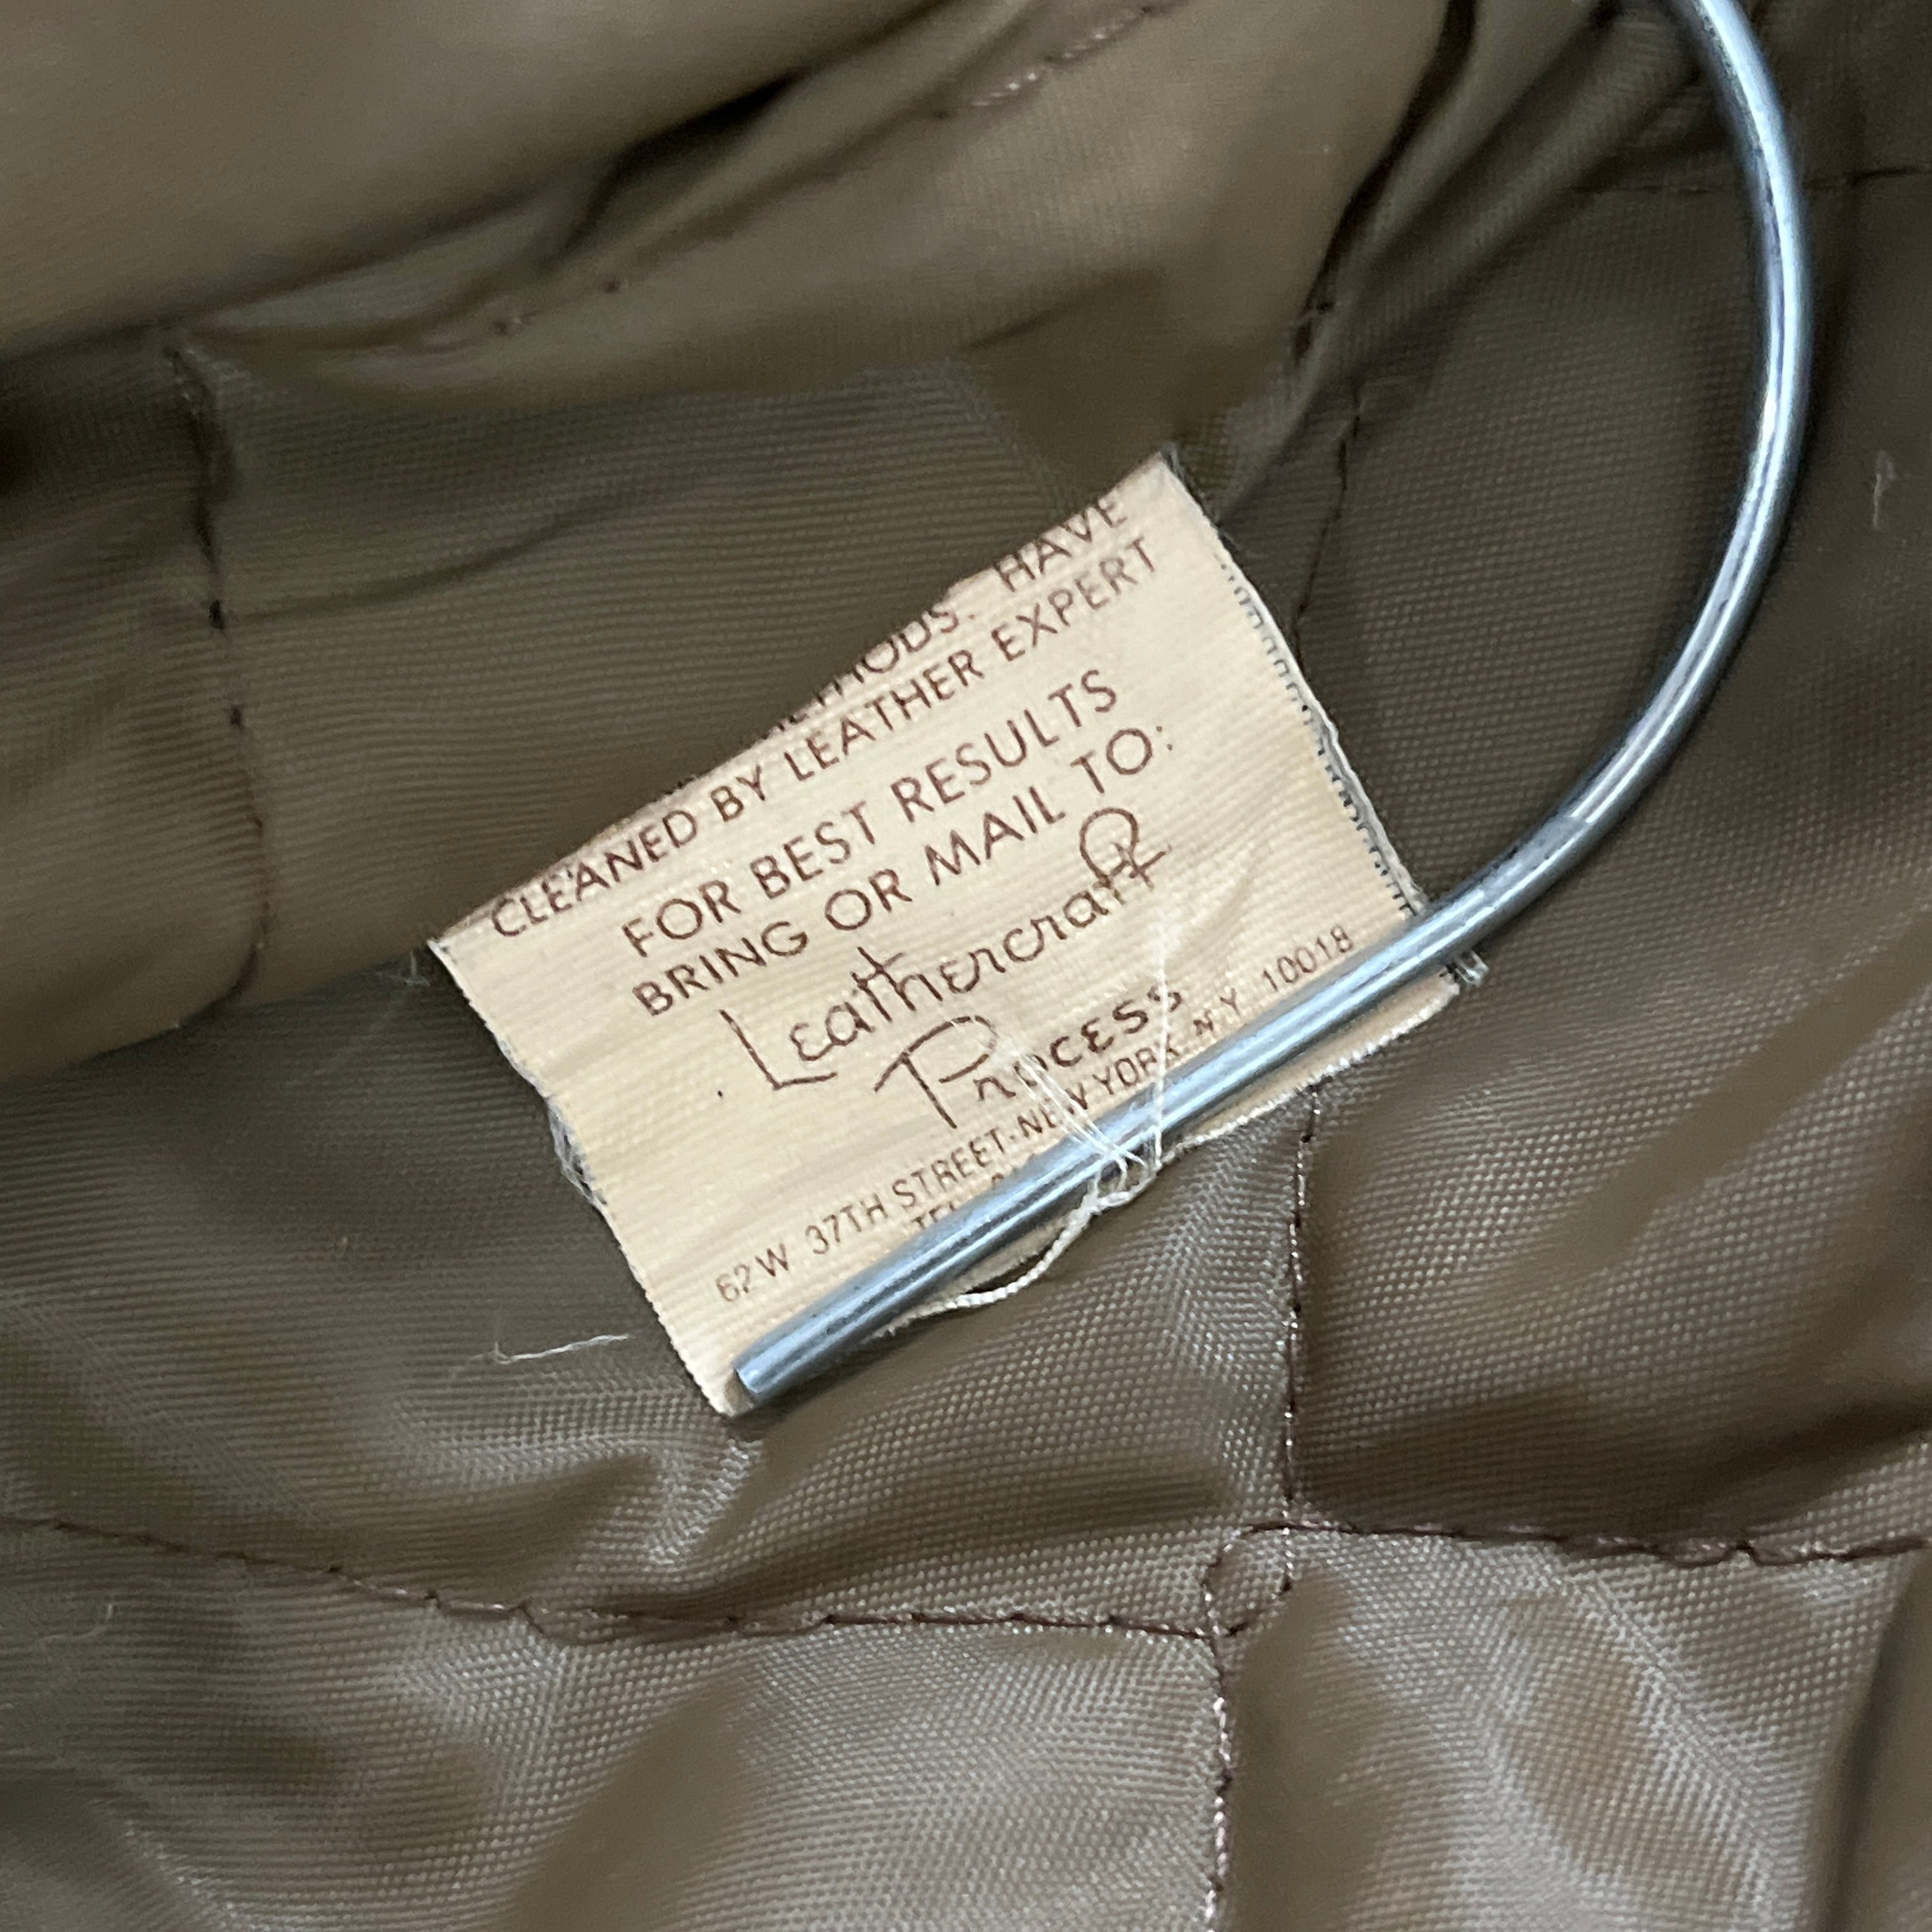 HAVE
CLEANED BY LEATHER EXPERT
FOR BEST RESULTS
BRING OR MAIL TO:
Leathercraft
Process
62 W 37TH STREET-NEW YORK N.Y. 10018